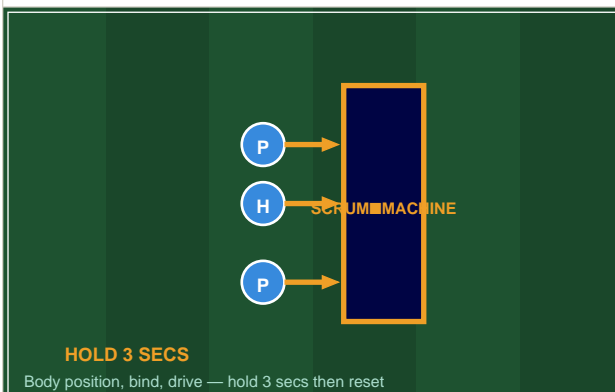 P
H
SCRUM■MACHINE
P
HOLD 3 SECS
Body position, bind, drive — hold 3 secs then reset